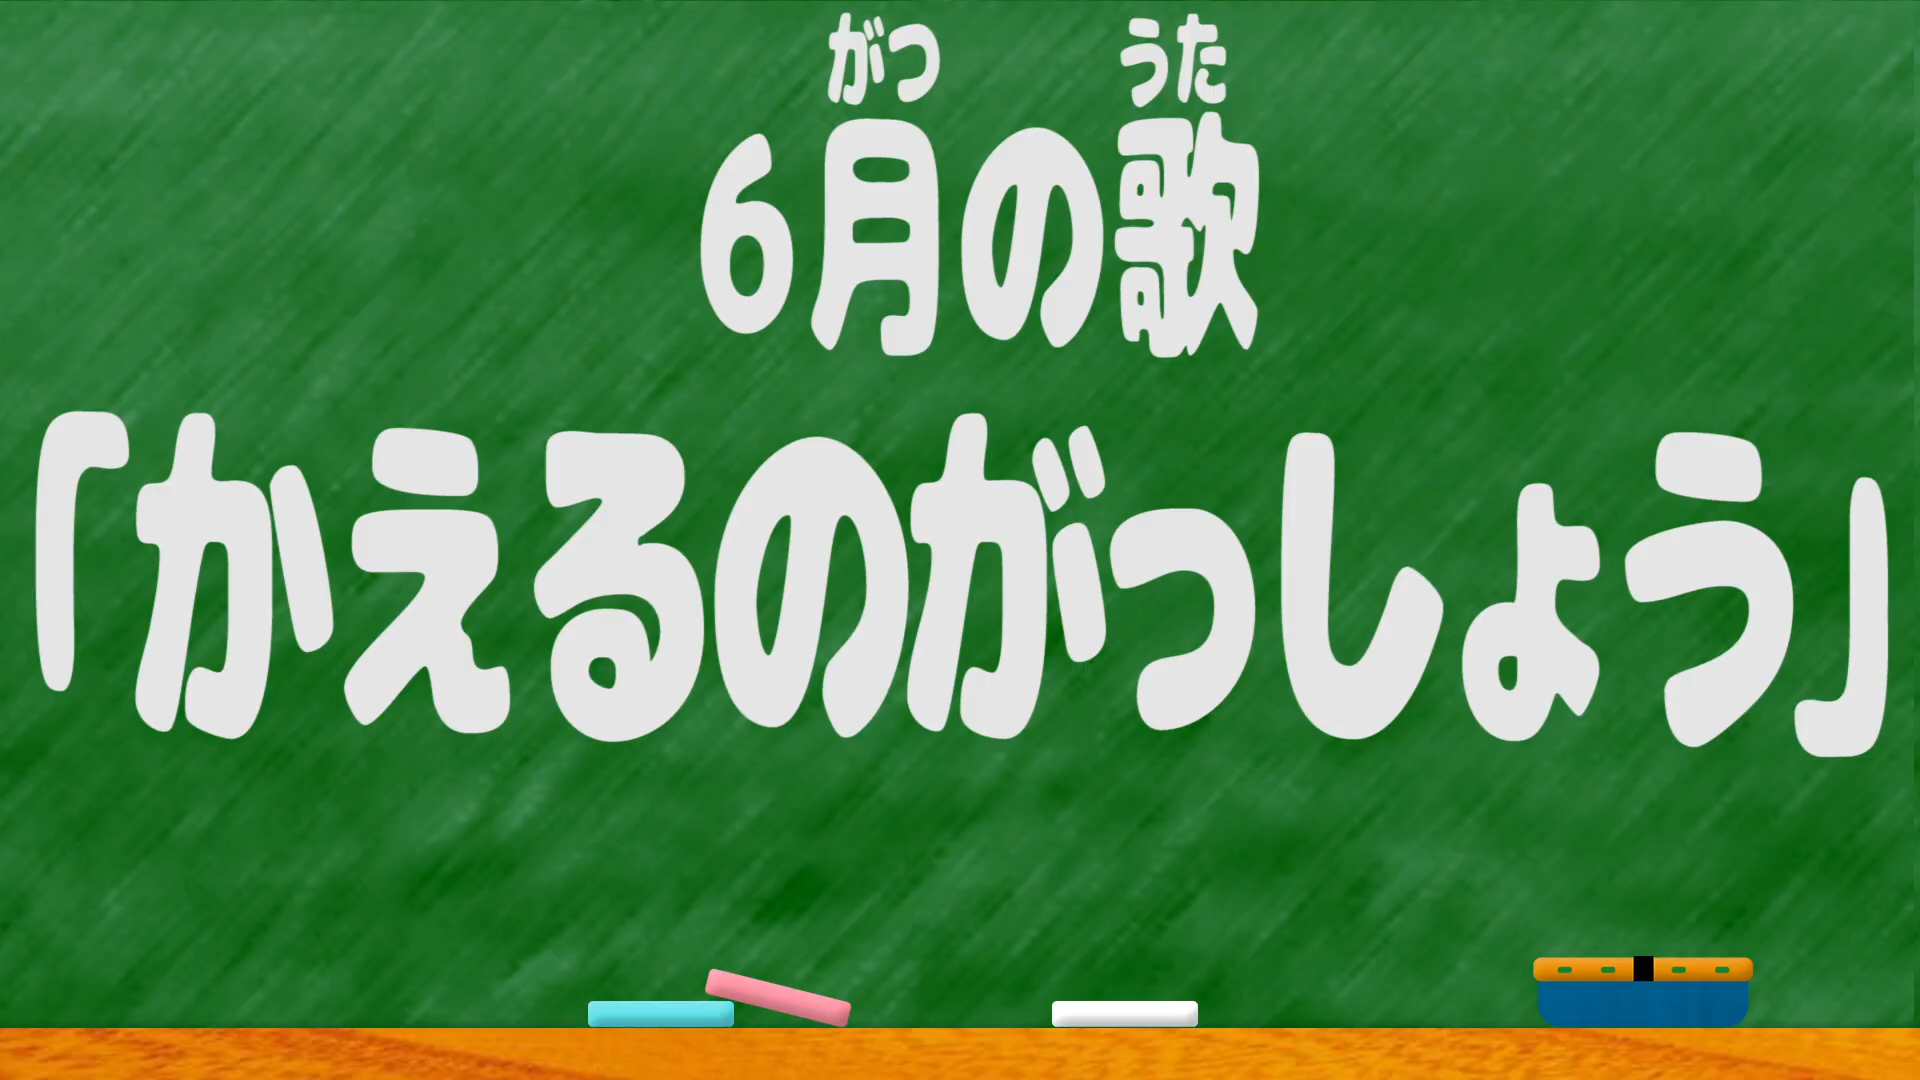 がつ うた
6月の歌
「かえるのがっしょう」